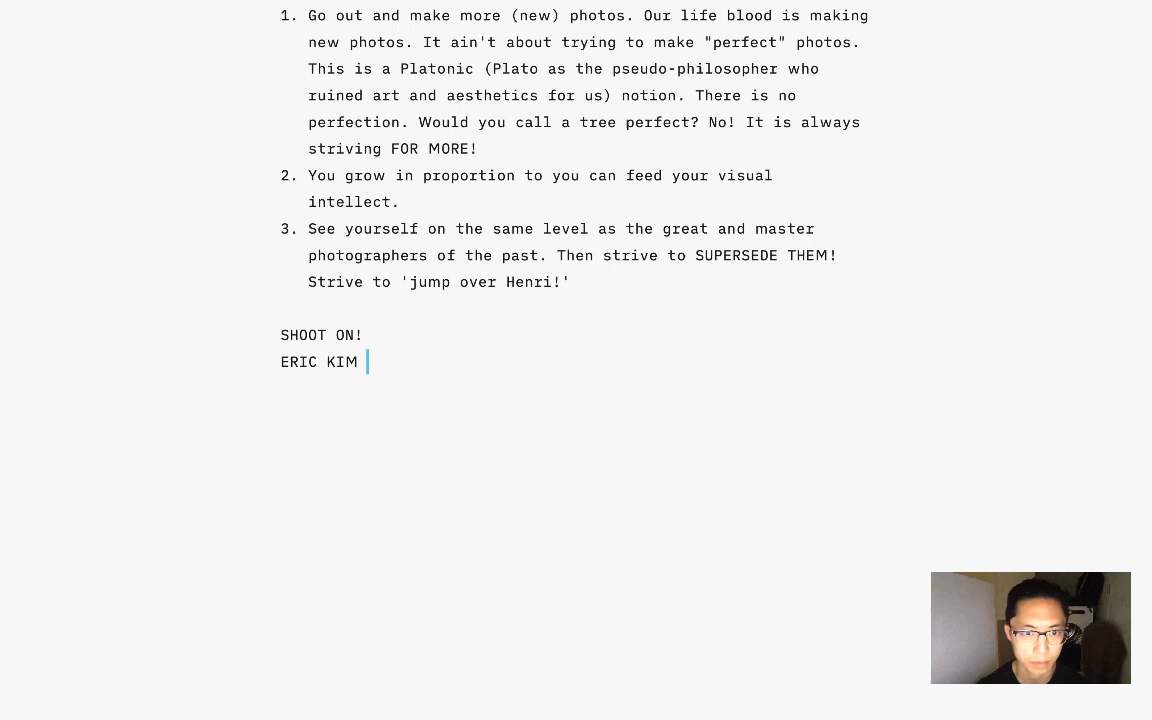 1. Go out and make more (new) photos. Our life blood is making
new photos. It ain't about trying to make "perfect" photos.
This is a Platonic (Plato as the pseudo-philosopher who
ruined art and aesthetics for us) notion. There is no
perfection. Would you call a tree perfect? No! It is always
striving FOR MORE!
2. You grow in proportion to you can feed your visual
intellect.
3. See yourself on the same level as the great and master
photographers of the past. Then strive to SUPERSEDE THEM!
Strive to 'jump over Henri!'
SHOOT ON!
ERIC KIM